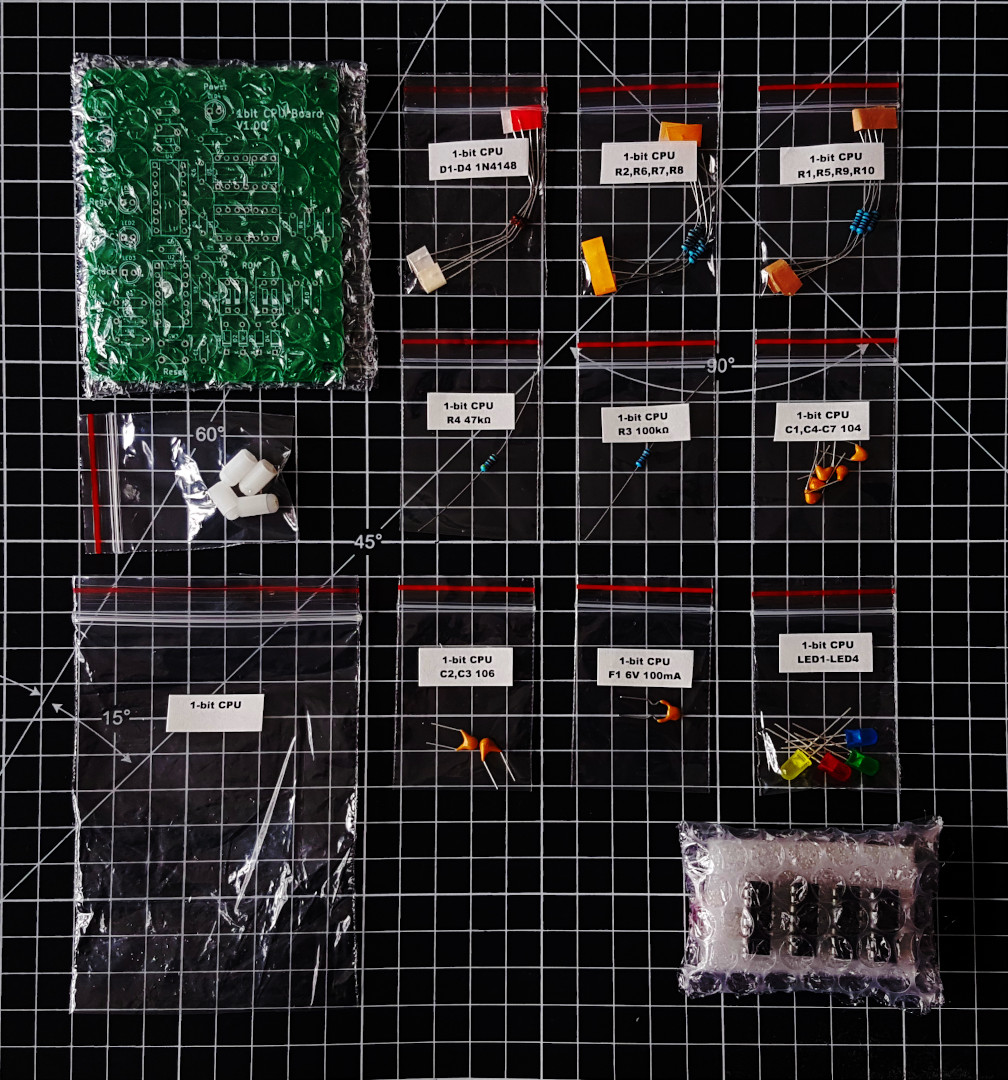 Power
1bit CPU Board
V1.00
LED2
LED3
Clock
ROM
Reset
1-bit CPU
D1-D4 1N4148
1-bit CPU
R2,R6,R7,R8
1-bit CPU
R1,R5,R9,R10
90°
1-bit CPU
R4 47kΩ
1-bit CPU
R3 100kΩ
1-bit CPU
C1,C4-C7 104
60°
45°
1-bit CPU
15°
1-bit CPU
C2,C3 106
1-bit CPU
F1 6V 100mA
1-bit CPU
LED1-LED4